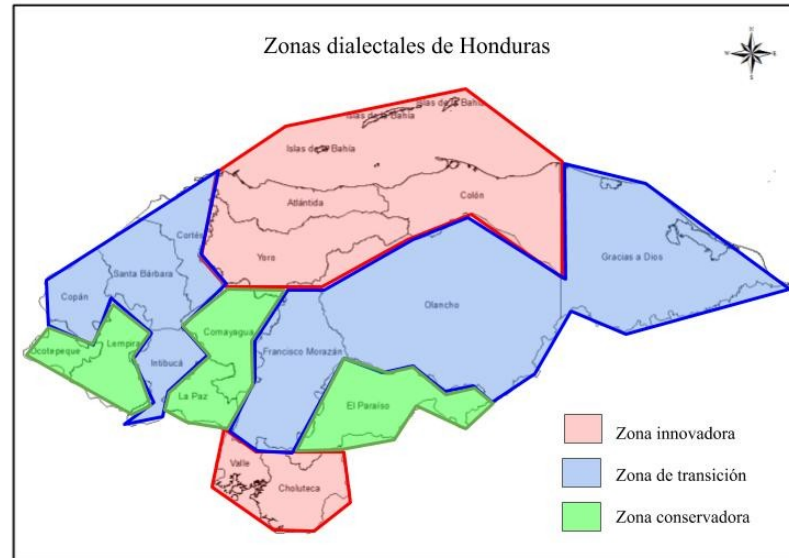 Zonas dialectales de Honduras
Islas de la Bahía
Islas de la Bahía
Islas de la Bahía
Atlántida
Colón
Cortés
Yoro
Gracias a Dios
Santa Bárbara
Copán
Olancho
Comayagua
Ocotepeque
Lempira
Francisco Morazán
Intibucá
La Paz
El Paraíso
Valle
Choluteca
Zona innovadora
Zona de transición
Zona conservadora